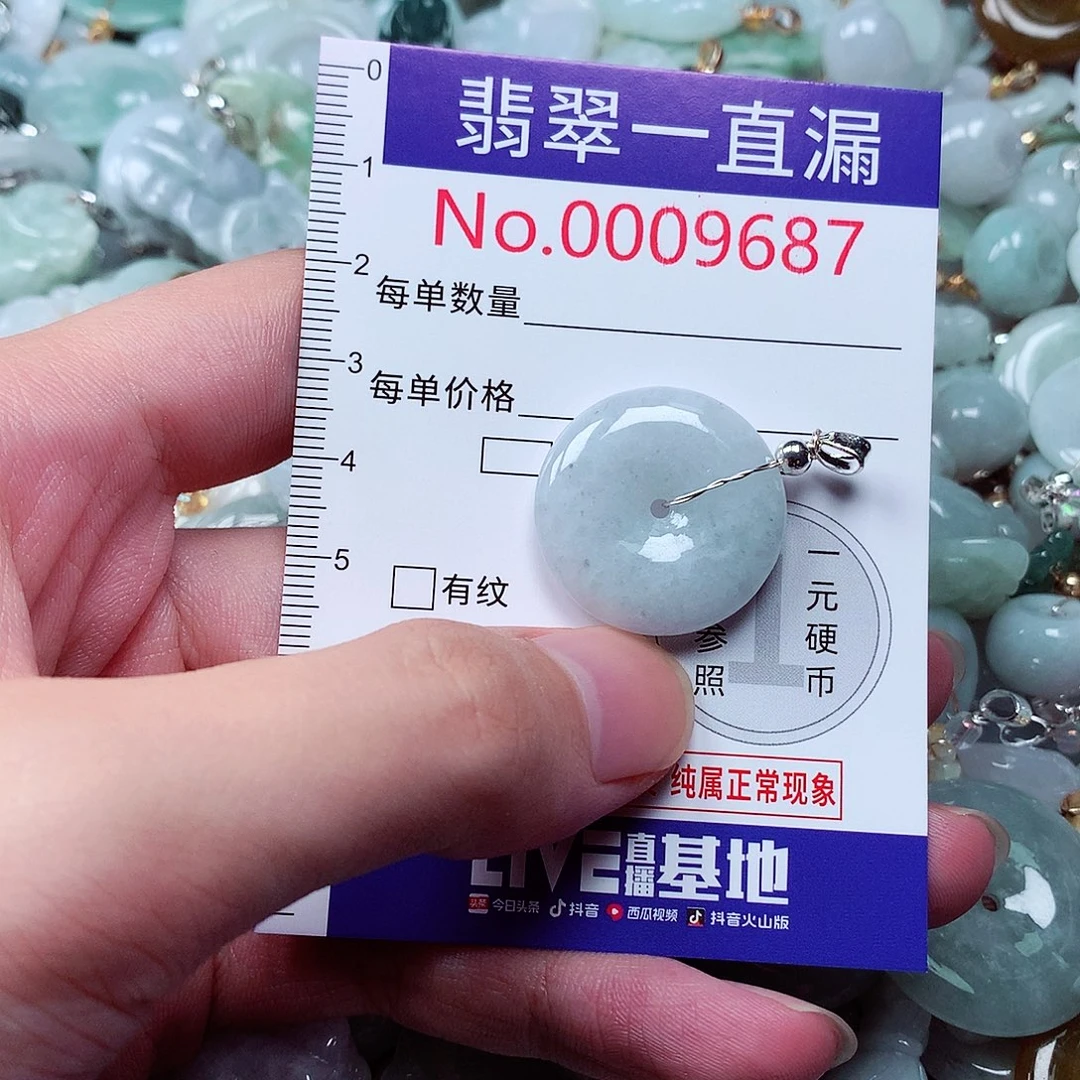 0
翡翠一直漏
1
No.0009687
2
每单数量
3
每单价格
4
5
有纹
一元硬币
参照
1
纯属正常现象
LIVE直播基地
头条 今日头条 抖音 西瓜视频 抖音火山版